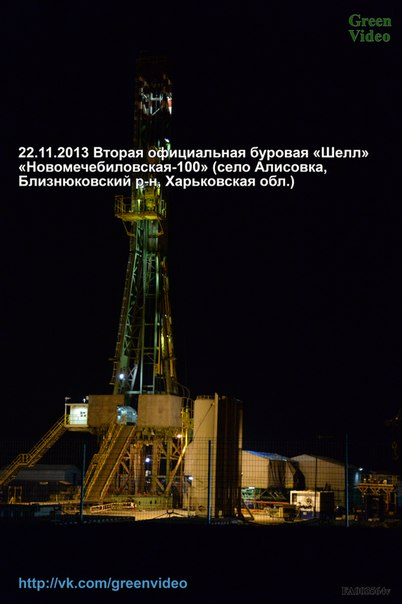 Green
Video
22.11.2013 Вторая официальная буровая «Шелл»
«Новомечебиловская-100» (село Алисовка,
Близнюковский р-н, Харьковская обл.)
http://vk.com/greenvideo